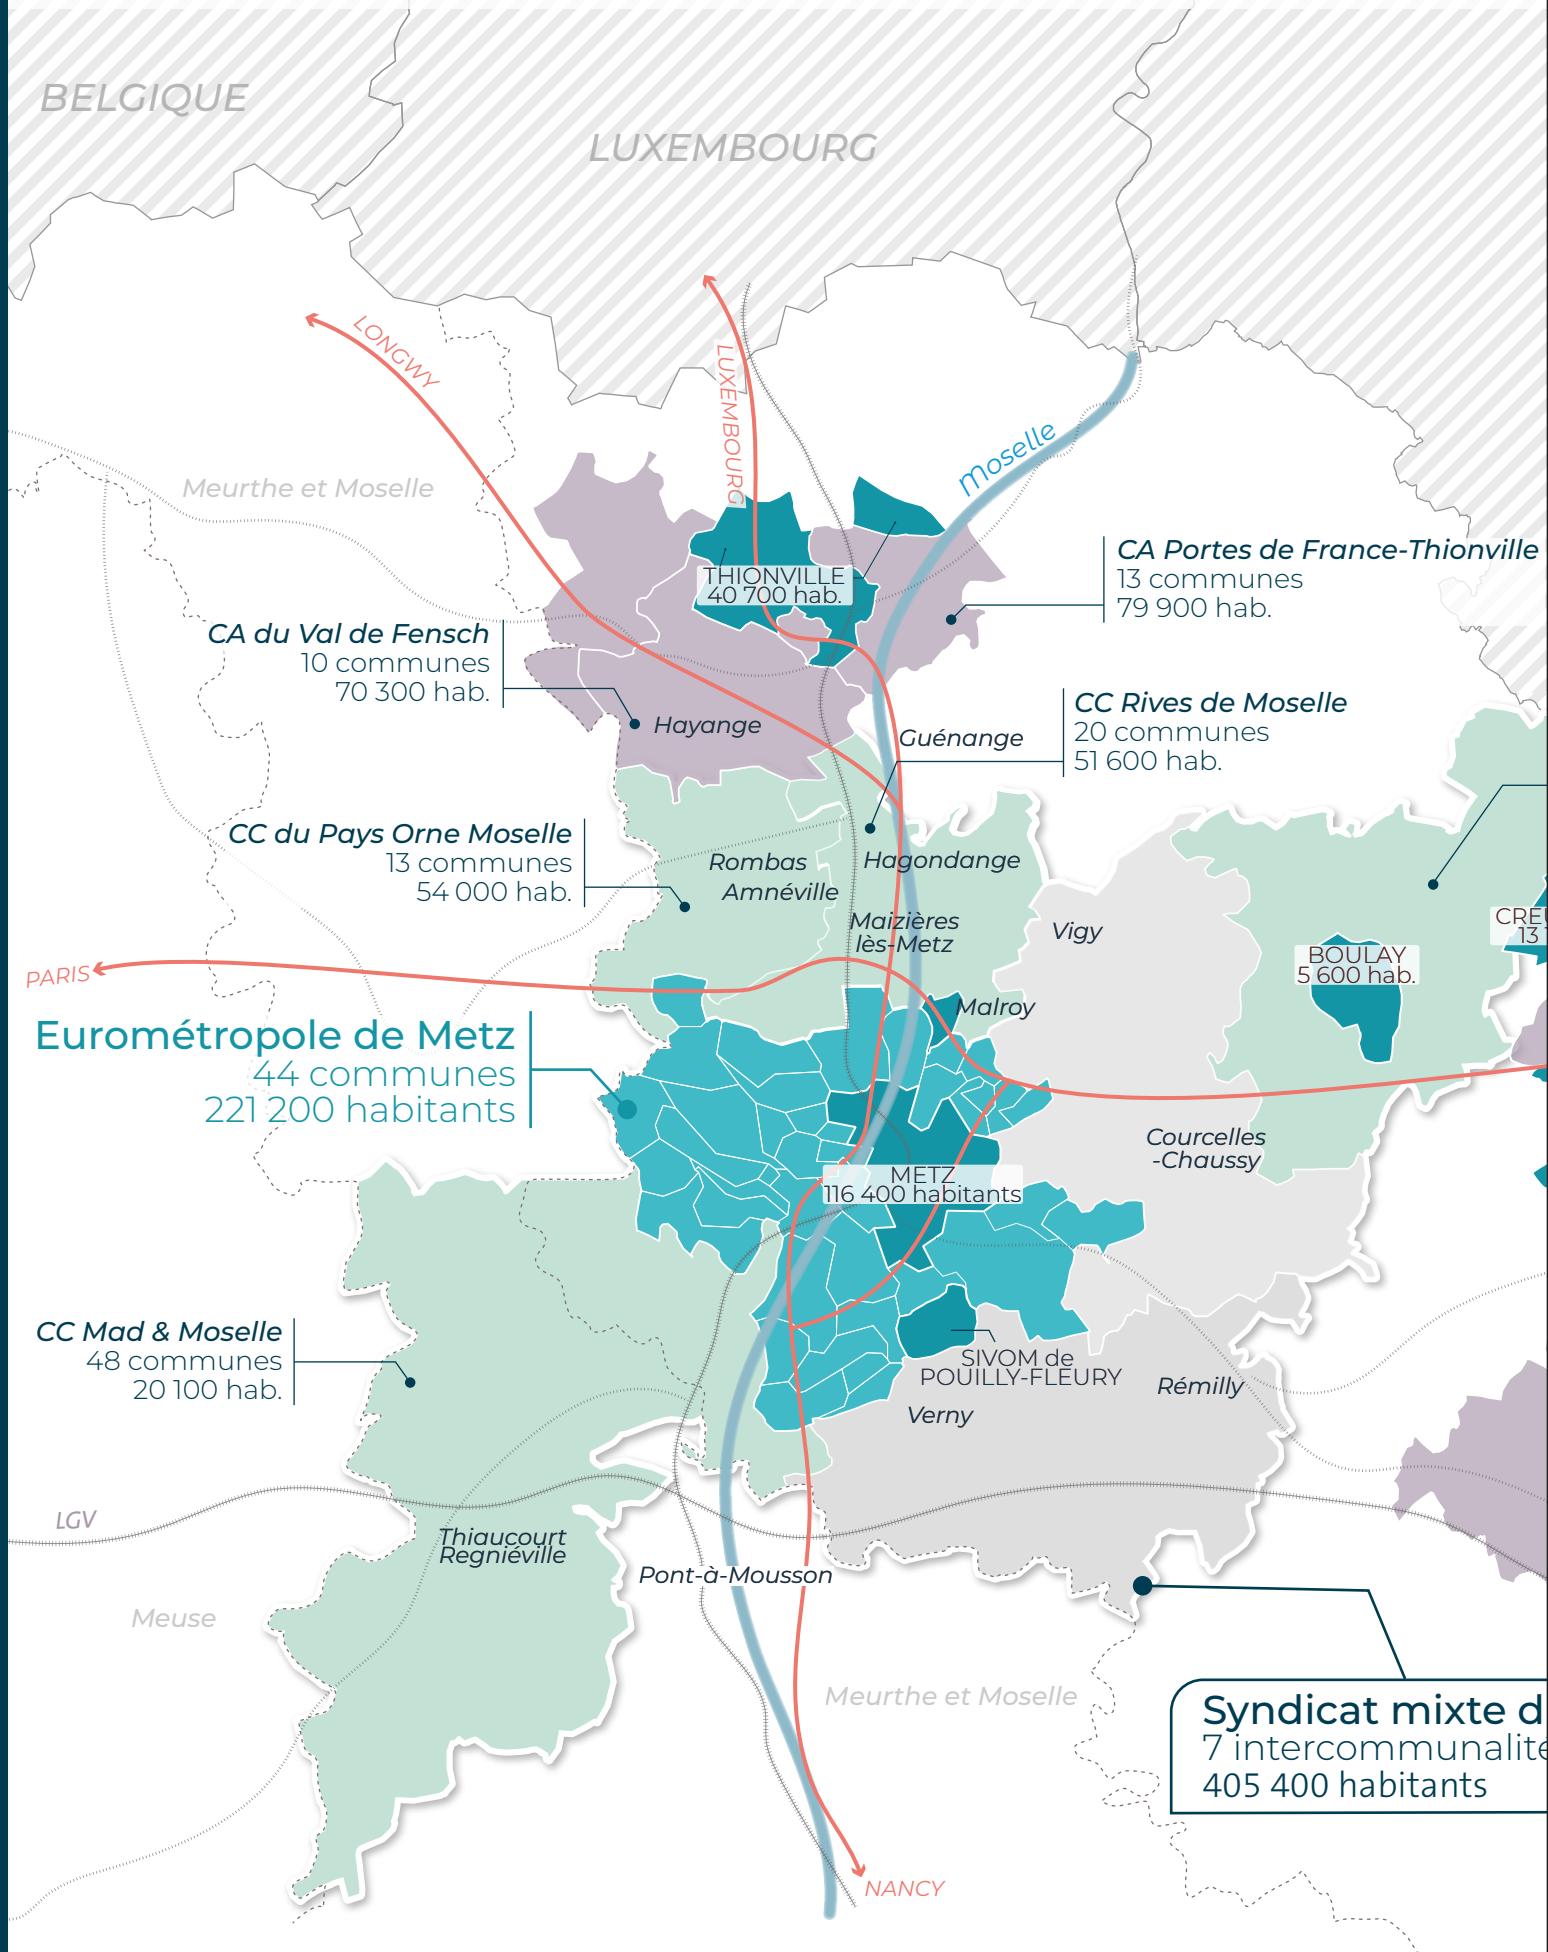 BELGIQUE
LUXEMBOURG
LONGWY
LUXEMBOURG
moselle
Meurthe et Moselle
THIONVILLE
40 700 hab.
CA Portes de France-Thionville
13 communes
79 900 hab.
CA du Val de Fensch
10 communes
70 300 hab.
Hayange
Guénange
CC Rives de Moselle
20 communes
51 600 hab.
CC du Pays Orne Moselle
13 communes
54 000 hab.
Rombas
Amnéville
Hagondange
Maizières
lès-Metz
Vigy
CREU
13 1
BOULAY
5 600 hab.
PARIS
Malroy
Eurométropole de Metz
44 communes
221 200 habitants
Courcelles
-Chaussy
METZ
116 400 habitants
CC Mad & Moselle
48 communes
20 100 hab.
SIVOM de
POUILLY-FLEURY
Rémilly
Verny
LGV
Thiaucourt
Regniéville
Pont-à-Mousson
Meuse
Meurthe et Moselle
Syndicat mixte d
7 intercommunalité
405 400 habitants
NANCY